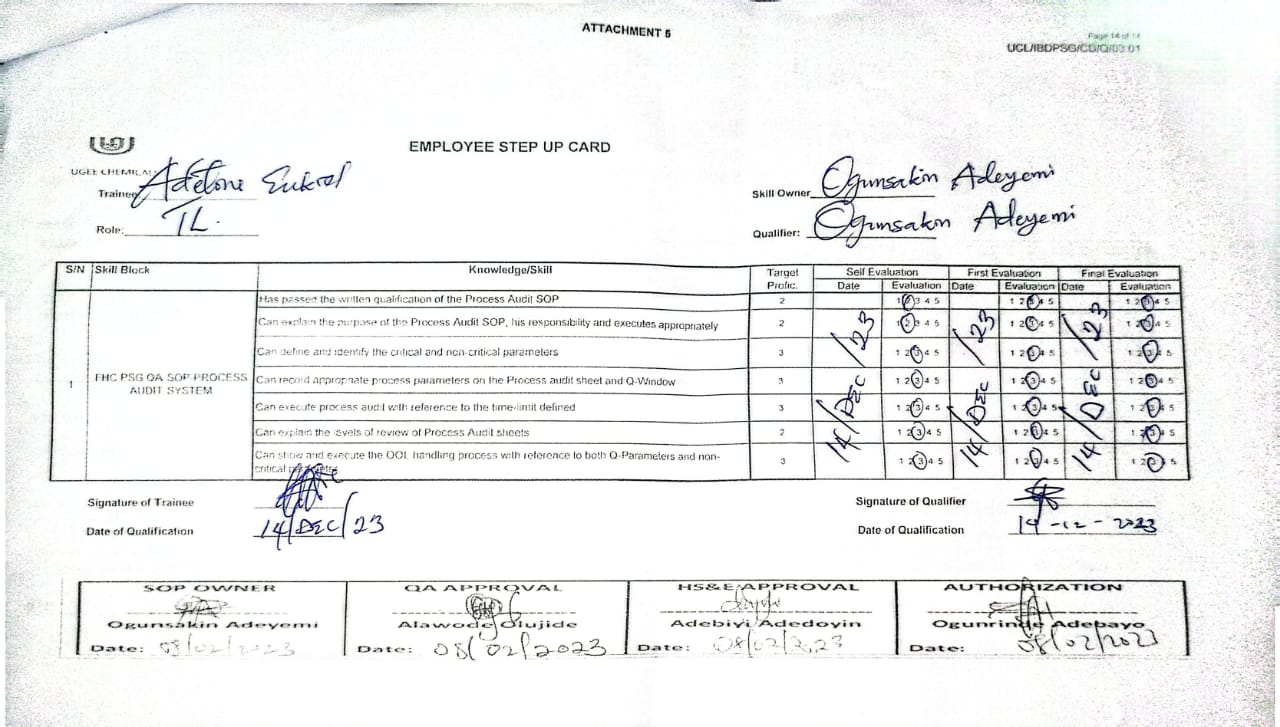 ATTACHMENT 5
Page 14 of 14
UCL/IBDPSG/CD/Q/03:01
EMPLOYEE STEP UP CARD
UGEE CHEMICAL
Trainee
Skill Owner Ogunsakin Adeyemi
Role: TL.
Qualifier: Ogunsakin Adeyemi
S/N Skill Block Knowledge/Skill Target Profic. Self Evaluation First Evaluation Final Evaluation
Date Evaluation Date Evaluation Date Evaluation
1 FHC PSG QA SOP PROCESS AUDIT SYSTEM
Has passed the written qualification of the Process Audit SOP 2 1 2 3 4 5 1 2 3 4 5 1 2 3 4 5
Can explain the purpose of the Process Audit SOP, his responsibility and executes appropriately 2 1 2 3 4 5 1 2 3 4 5 1 2 3 4 5
Can define and identify the critical and non-critical parameters 3 1 2 3 4 5 1 2 3 4 5 1 2 3 4 5
Can record appropriate process parameters on the Process audit sheet and Q-Window 3 1 2 3 4 5 1 2 3 4 5 1 2 3 4 5
Can execute process audit with reference to the time-limit defined 3 1 2 3 4 5 1 2 3 4 5 1 2 3 4 5
Can explain the levels of review of Process Audit sheets 2 1 2 3 4 5 1 2 3 4 5 1 2 3 4 5
Can show and execute the OOL handling process with reference to both Q-Parameters and non-
critical parameter 3 1 2 3 4 5 1 2 3 4 5 1 2 3 4 5
14/DEC/23 14/DEC/23 14/DEC/23
Signature of Trainee
Signature of Qualifier
Date of Qualification 14/DEC/23
Date of Qualification 14-12-2023
SOP OWNER QA APPROVAL HS&E APPROVAL AUTHORIZATION
Ogunsakin Adeyemi Alawode Olujide Adebiyi Adedoyin Ogunrinde Adebayo
Date: 08/02/2023 Date: 08/02/2023 Date: 08/02/2023 Date: 08/02/2023